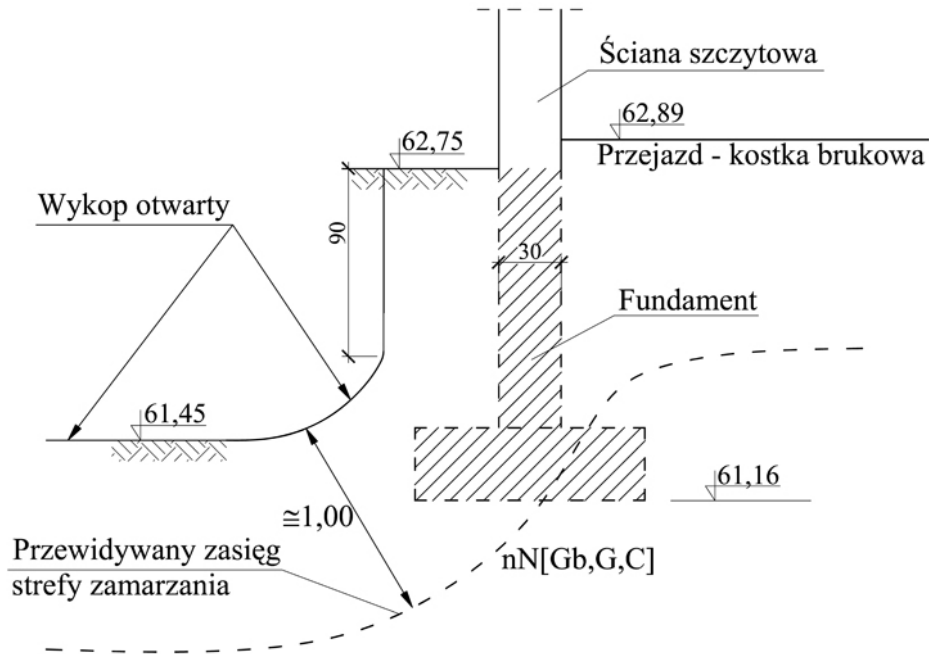 Ściana szczytowa
62,89
Przejazd - kostka brukowa
62,75
Wykop otwarty
90
30
Fundament
61,45
61,16
≅1,00
Przewidywany zasięg
strefy zamarzania
nN[Gb,G,C]